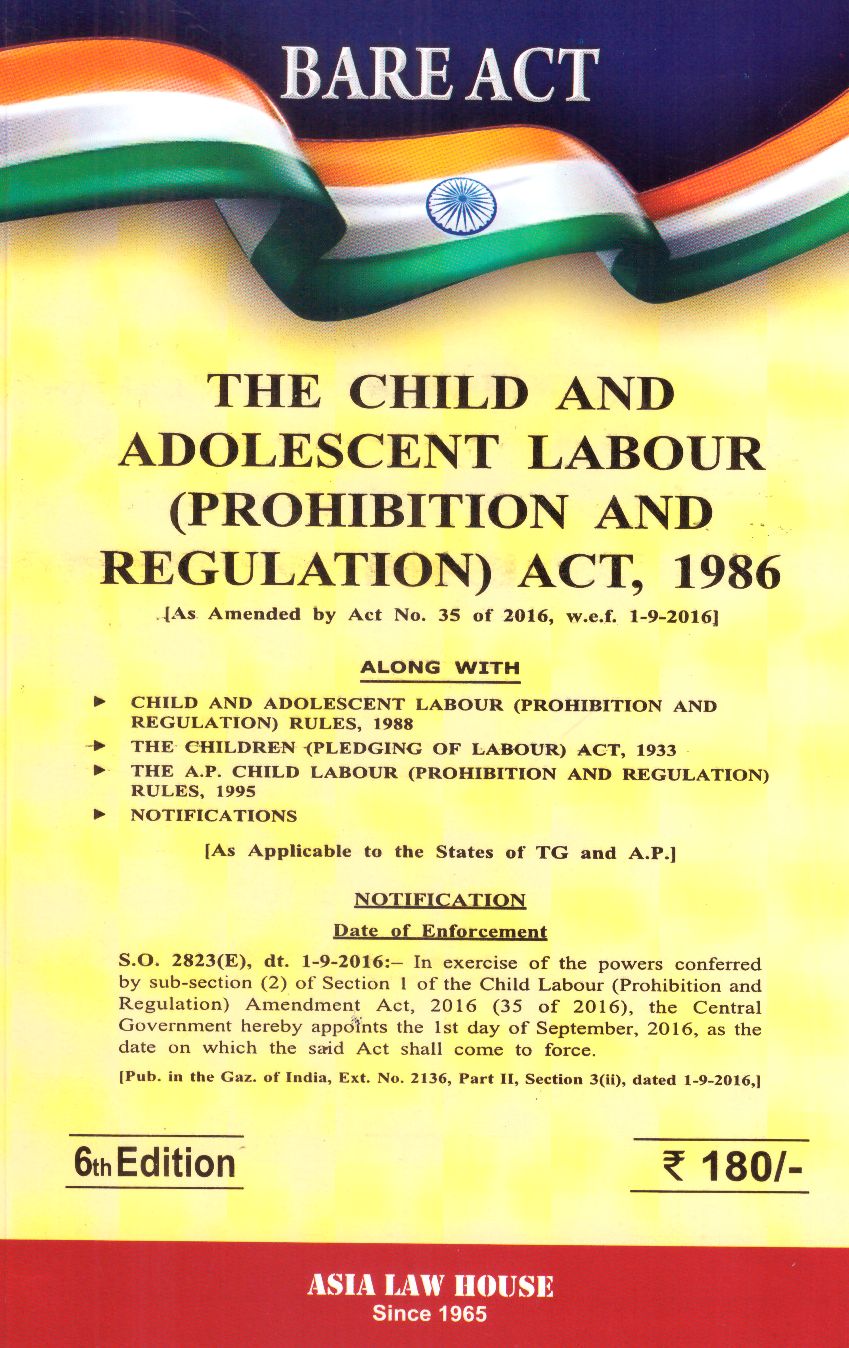 BARE ACT
THE CHILD AND
ADOLESCENT LABOUR
(PROHIBITION AND
REGULATION) ACT, 1986
[As Amended by Act No. 35 of 2016, w.e.f. 1-9-2016]
ALONG WITH
► CHILD AND ADOLESCENT LABOUR (PROHIBITION AND
REGULATION) RULES, 1988
► THE CHILDREN (PLEDGING OF LABOUR) ACT, 1933
► THE A.P. CHILD LABOUR (PROHIBITION AND REGULATION)
RULES, 1995
► NOTIFICATIONS
[As Applicable to the States of TG and A.P.]
NOTIFICATION
Date of Enforcement
S.O. 2823(E), dt. 1-9-2016:– In exercise of the powers conferred
by sub-section (2) of Section 1 of the Child Labour (Prohibition and
Regulation) Amendment Act, 2016 (35 of 2016), the Central
Government hereby appoints the 1st day of September, 2016, as the
date on which the said Act shall come to force.
[Pub. in the Gaz. of India, Ext. No. 2136, Part II, Section 3(ii), dated 1-9-2016,]
6th Edition
₹ 180/-
ASIA LAW HOUSE
Since 1965